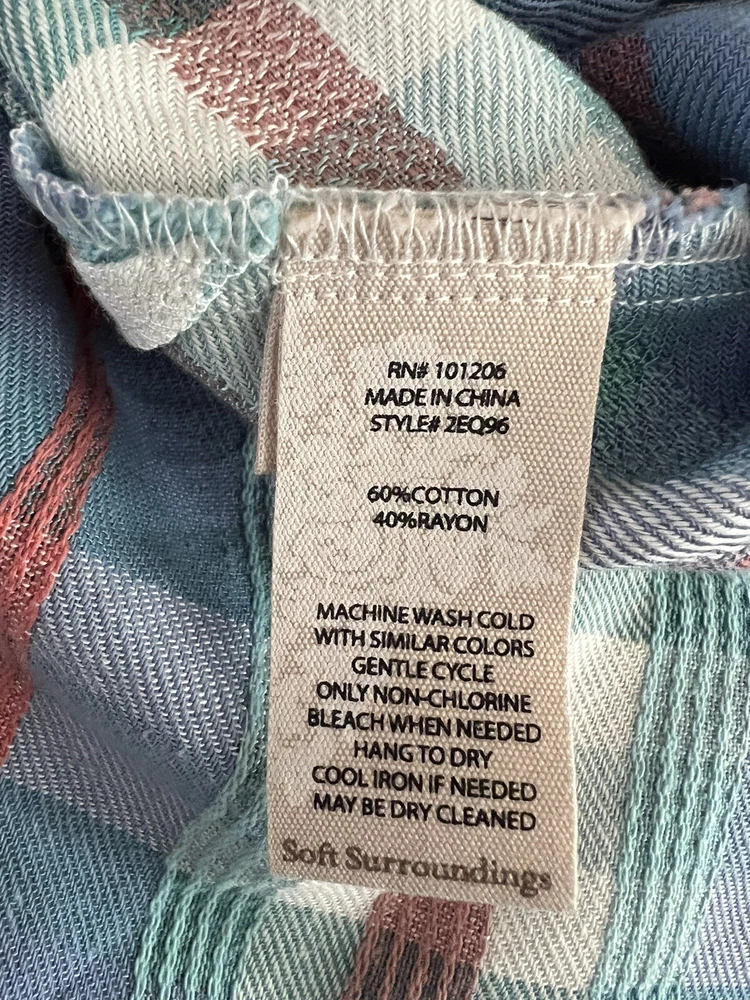 RN# 101206
MADE IN CHINA
STYLE# 2EQ96
60%COTTON
40%RAYON
MACHINE WASH COLD
WITH SIMILAR COLORS
GENTLE CYCLE
ONLY NON-CHLORINE
BLEACH WHEN NEEDED
HANG TO DRY
COOL IRON IF NEEDED
MAY BE DRY CLEANED
Soft Surroundings